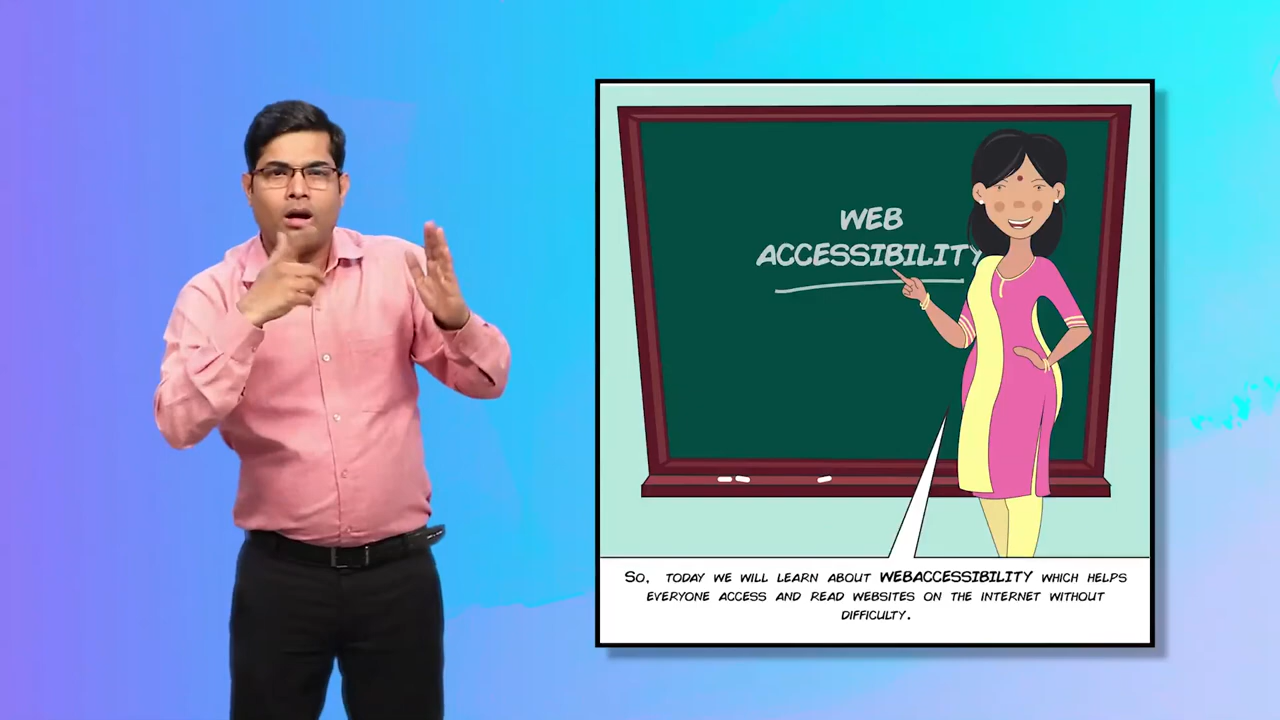 WEB
ACCESSIBILITY
SO, TODAY WE WILL LEARN ABOUT WEBACCESSIBILITY WHICH HELPS
EVERYONE ACCESS AND READ WEBSITES ON THE INTERNET WITHOUT
DIFFICULTY.